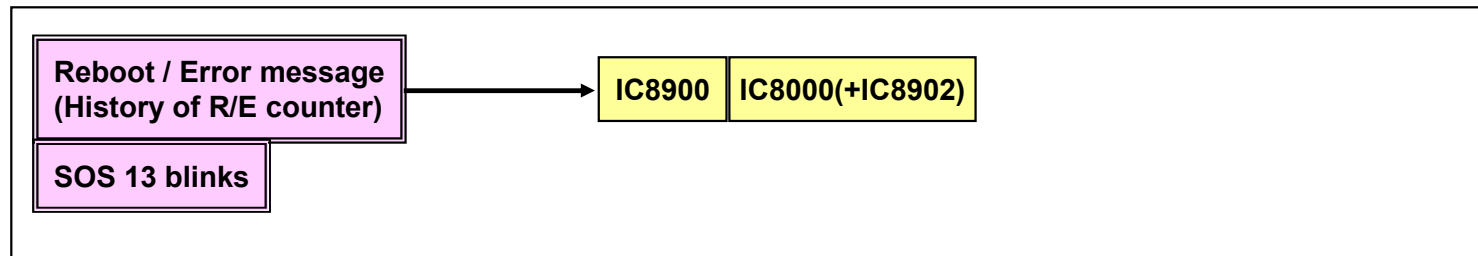 Reboot / Error message
(History of R/E counter)
IC8900
IC8000(+IC8902)
SOS 13 blinks